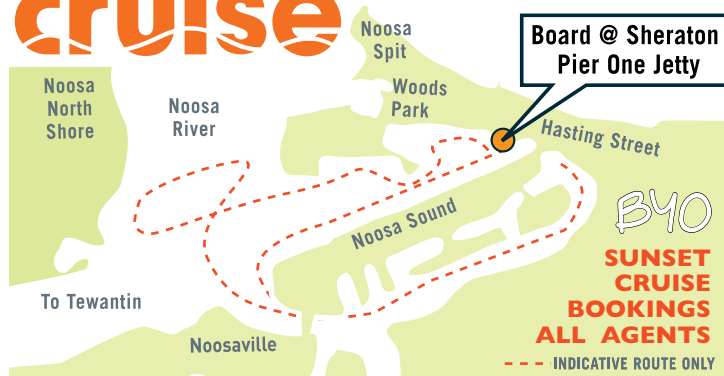 cruise
Noosa
Spit
Board @ Sheraton
Pier One Jetty
Noosa
North
Shore
Noosa
River
Woods
Park
Hasting Street
Noosa Sound
BYO
SUNSET
CRUISE
BOOKINGS
ALL AGENTS
To Tewantin
Noosaville
INDICATIVE ROUTE ONLY